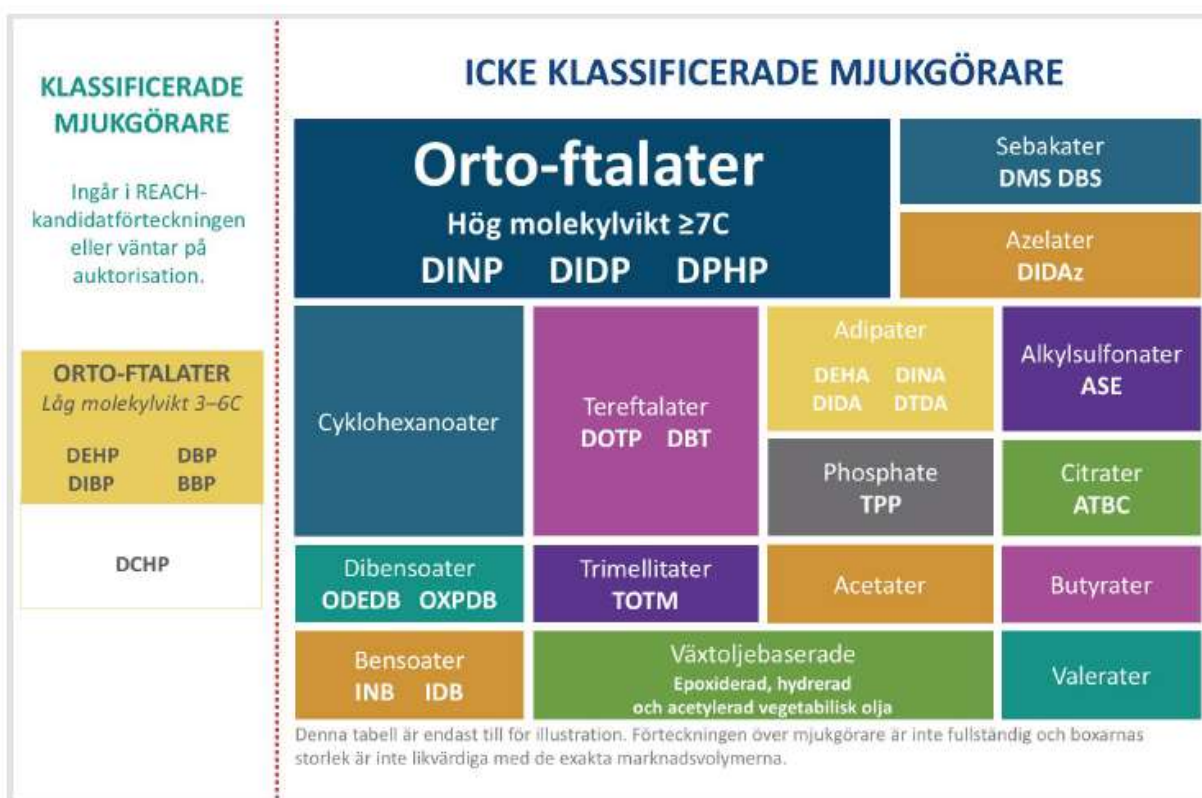 KLASSIFICERADE
MJUKGÖRARE
Ingår i REACH-
kandidatförteckningen
eller väntar på
auktorisation.
ORTO-FTALATER
Låg molekylvikt 3–6C
DEHP DBP
DIBP BBP
DCHP
ICKE KLASSIFICERADE MJUKGÖRARE
Orto-ftalater
Hög molekylvikt ≥7C
DINP DIDP DPHP
Sebakater
DMS DBS
Azelater
DIDAz
Cyklohexanoater
Tereftalater
DOTP DBT
Adipater
DEHA DINA
DIDA DTDA
Alkylsulfonater
ASE
Phosphate
TPP
Citrater
ATBC
Dibensoater
ODEDB OXPDB
Trimellitater
TOTM
Acetater
Butyrater
Bensoater
INB IDB
Växtoljebaserade
Epoxiderad, hydrerad
och acetylerad vegetabilisk olja
Valerater
Denna tabell är endast till för illustration. Förteckningen över mjukgörare är inte fullständig och boxarnas
storlek är inte likvärdiga med de exakta marknadsvolymerna.